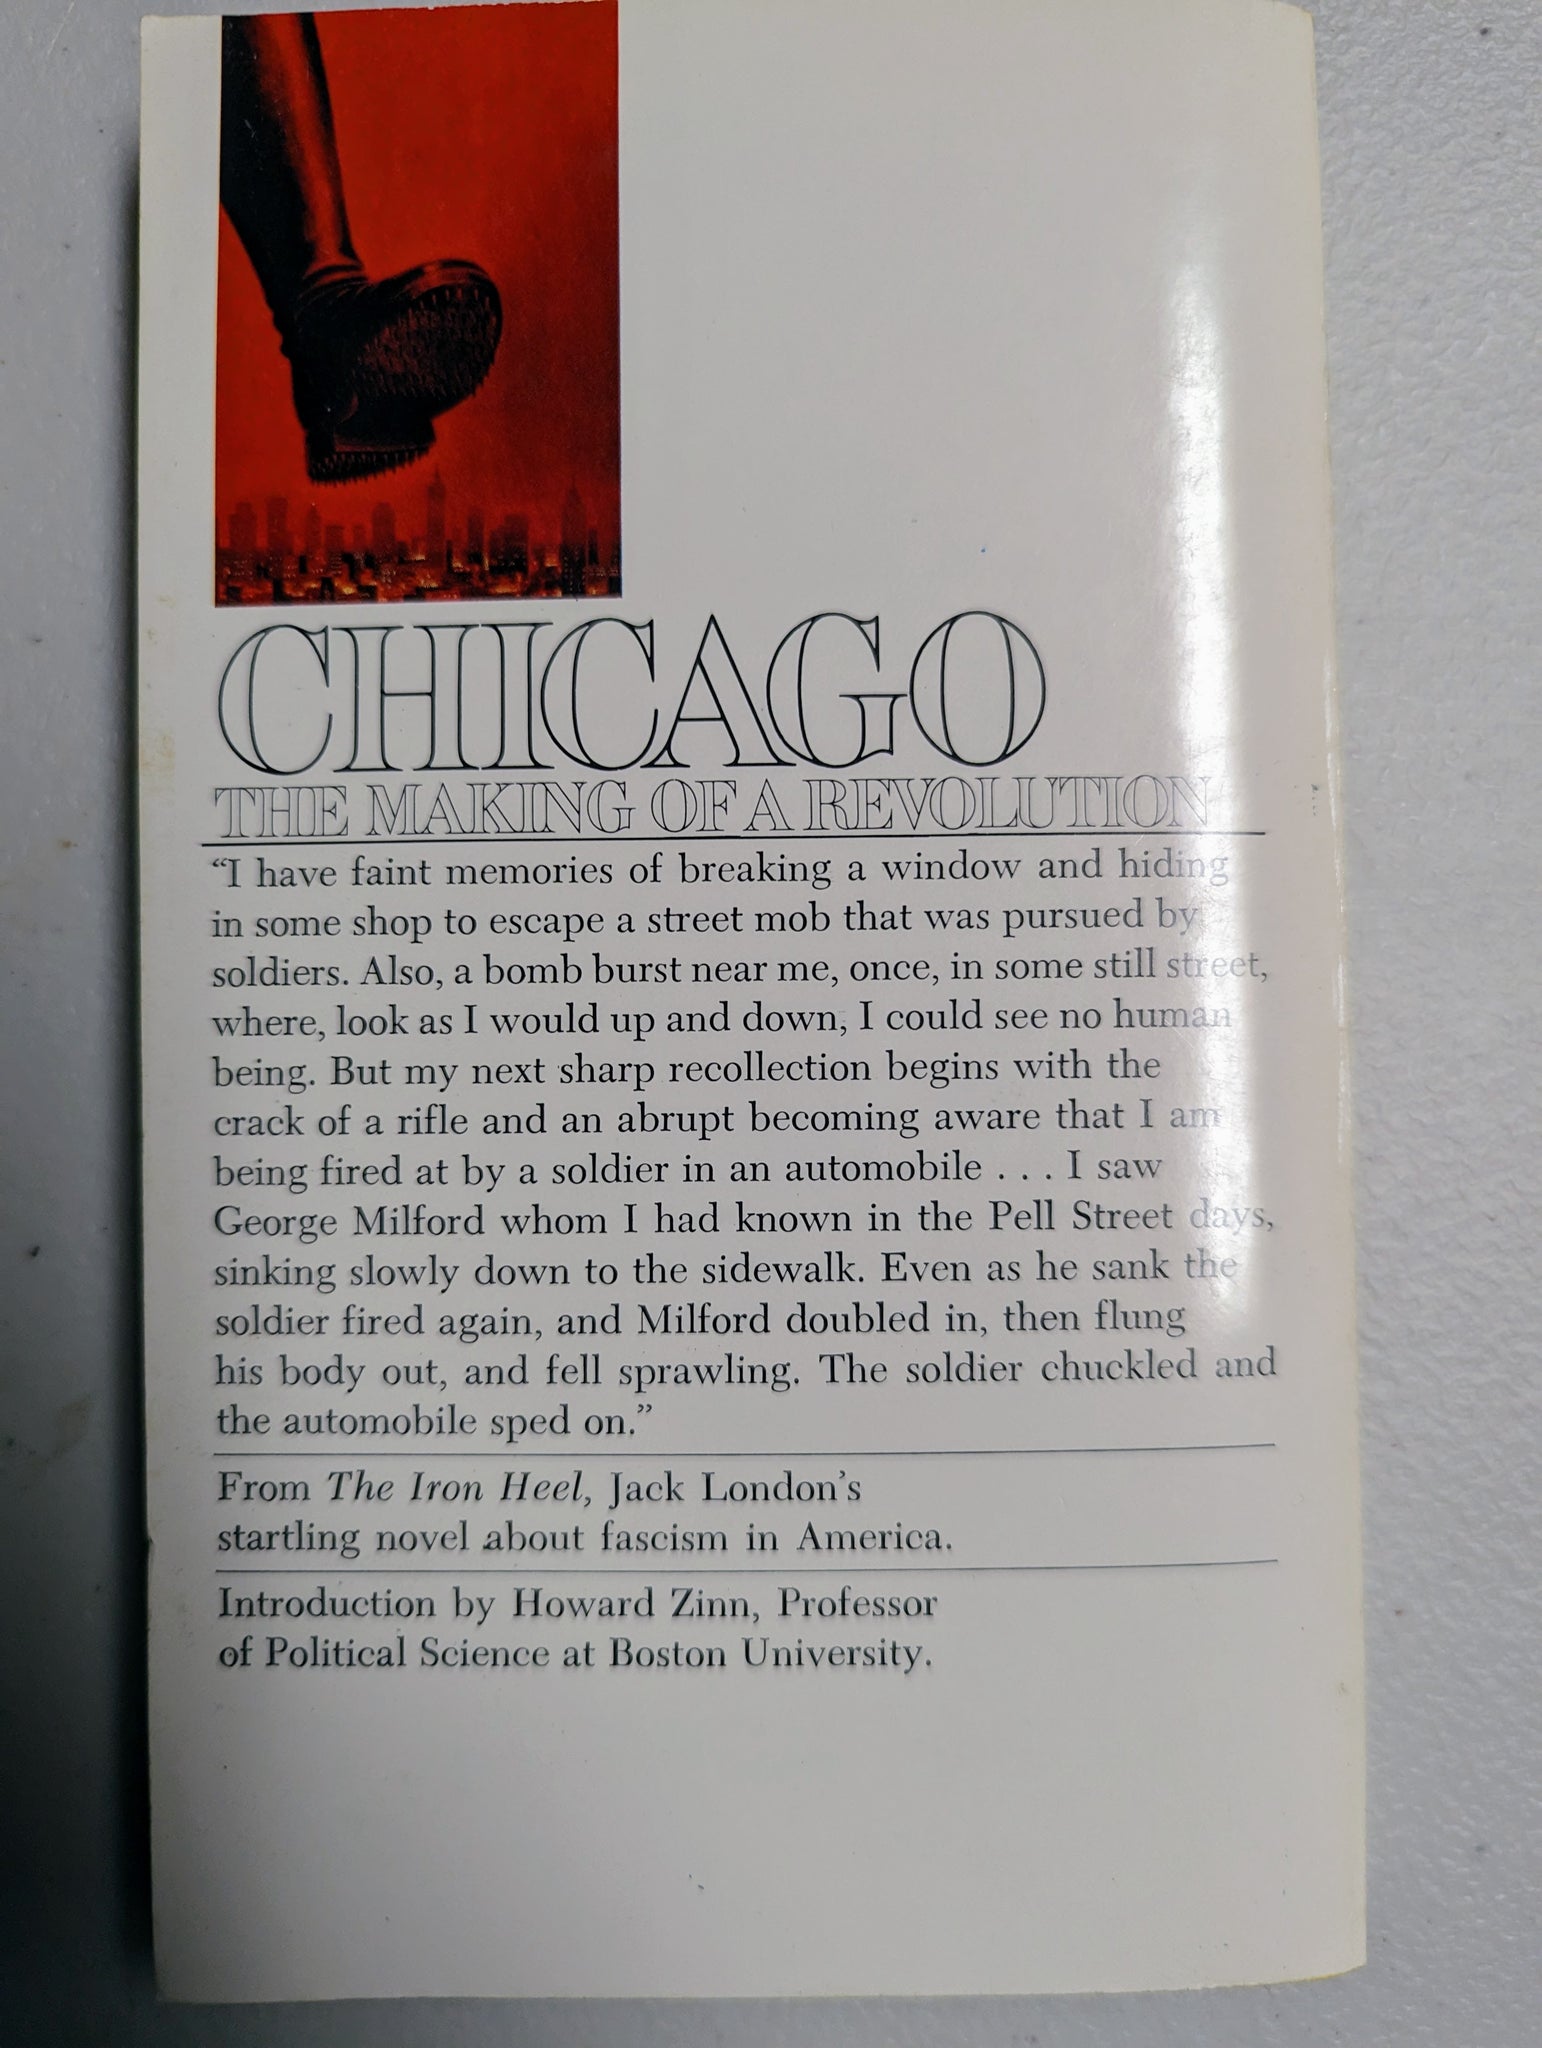 CHICAGO
THE MAKING OF A REVOLUTION
“I have faint memories of breaking a window and hiding
in some shop to escape a street mob that was pursued by
soldiers. Also, a bomb burst near me, once, in some still street,
where, look as I would up and down, I could see no human
being. But my next sharp recollection begins with the
crack of a rifle and an abrupt becoming aware that I am
being fired at by a soldier in an automobile . . . I saw
George Milford whom I had known in the Pell Street days,
sinking slowly down to the sidewalk. Even as he sank the
soldier fired again, and Milford doubled in, then flung
his body out, and fell sprawling. The soldier chuckled and
the automobile sped on.”
From The Iron Heel, Jack London’s
startling novel about fascism in America.
Introduction by Howard Zinn, Professor
of Political Science at Boston University.